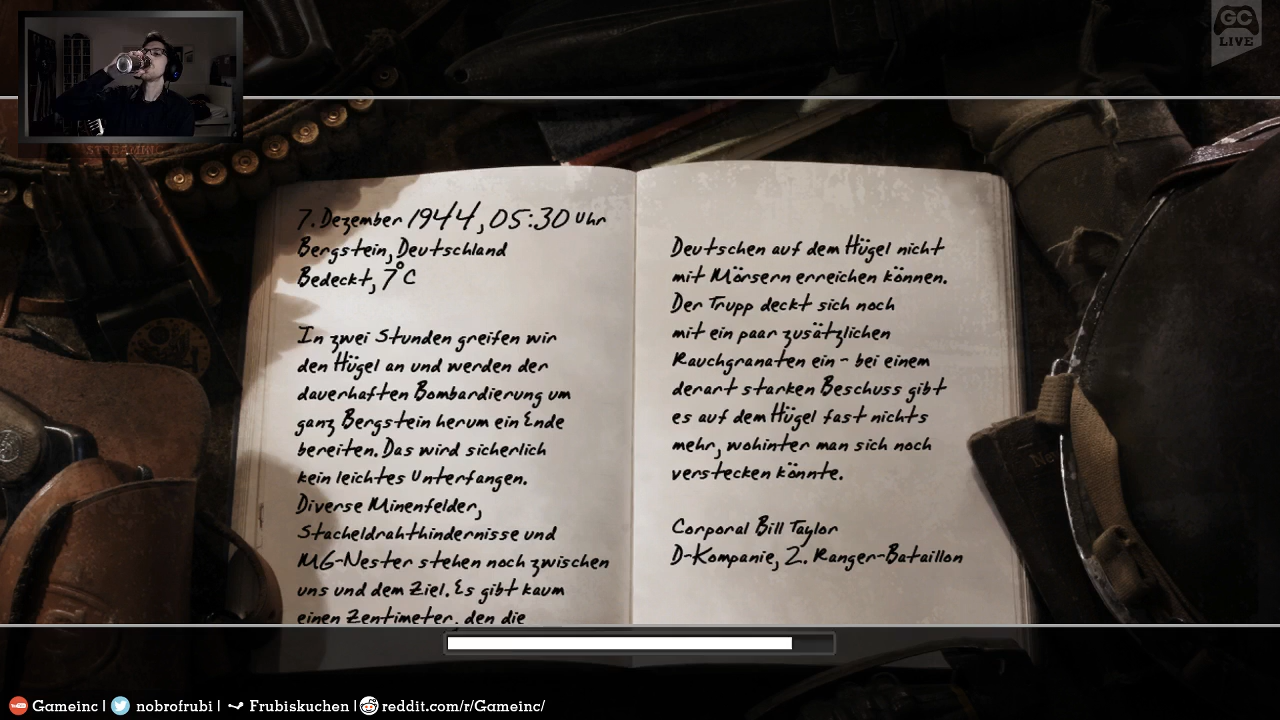 GC
LIVE
7. Dezember 1944, 05:30 Uhr
Bergstein, Deutschland
Bedeckt, 7°C
In zwei Stunden greifen wir
den Hügel an und werden der
dauerhaften Bombardierung um
ganz Bergstein herum ein Ende
bereiten. Das wird sicherlich
kein leichtes Unterfangen.
Diverse Minenfelder,
Stacheldrahthindernisse und
MG-Nester stehen noch zwischen
uns und dem Ziel. Es gibt kaum
einen Zentimeter, den die
Deutschen auf dem Hügel nicht
mit Mörsern erreichen können.
Der Trupp deckt sich noch
mit ein paar zusätzlichen
Rauchgranaten ein - bei einem
derart starken Beschuss gibt
es auf dem Hügel fast nichts
mehr, wohinter man sich noch
verstecken könnte.
Corporal Bill Taylor
D-Kompanie, 2. Ranger-Bataillon
Gameinc | nobrofrubi | Frubiskuchen | reddit.com/r/Gameinc/